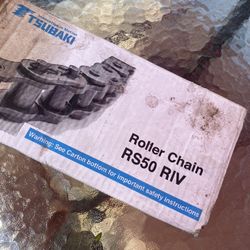 TSUBAKI
Roller Chain
RS50 RIV
Warning: See Carton bottom for important safety instructions